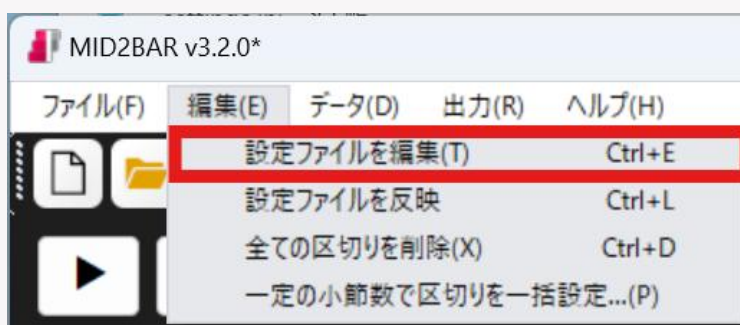 MID2BAR v3.2.0*
ファイル(F) 編集(E) データ(D) 出力(R) ヘルプ(H)
設定ファイルを編集(T) Ctrl+E
設定ファイルを反映 Ctrl+L
全ての区切りを削除(X) Ctrl+D
一定の小節数で区切りを一括設定...(P)